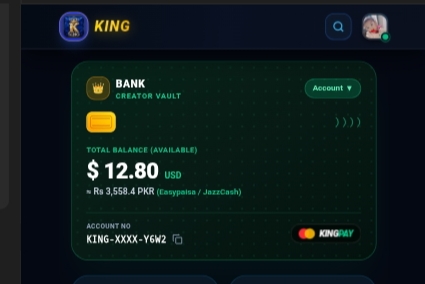 KING
BANK
CREATOR VAULT
Account ▼
TOTAL BALANCE (AVAILABLE)
$ 12.80 USD
≈ Rs 3,558.4 PKR (Easypaisa / JazzCash)
ACCOUNT NO
KING-XXXX-Y6W2
KINGPAY